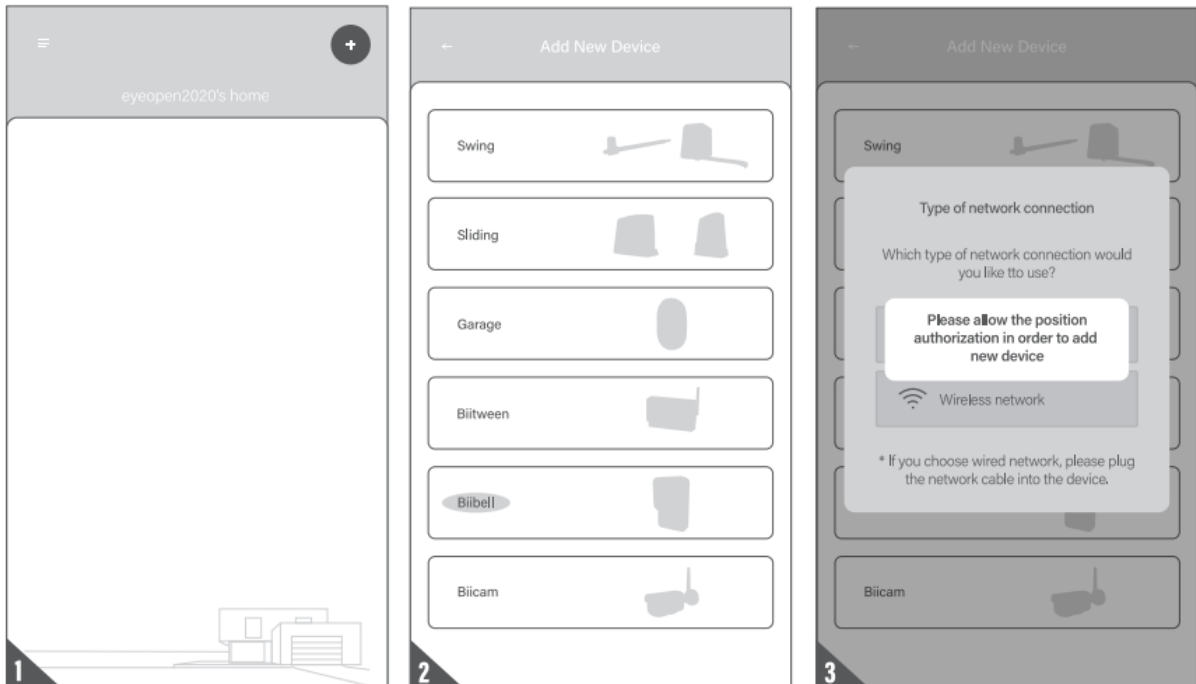 +
eyeopen2020's home
1
← Add New Device
Swing
Sliding
Garage
Biitween
Biibell
Biicam
2
← Add New Device
Swing
Type of network connection
Which type of network connection would
you like tto use?
Please allow the position
authorization in order to add
new device
Wireless network
* If you choose wired network, please plug
the network cable into the device.
Biicam
3